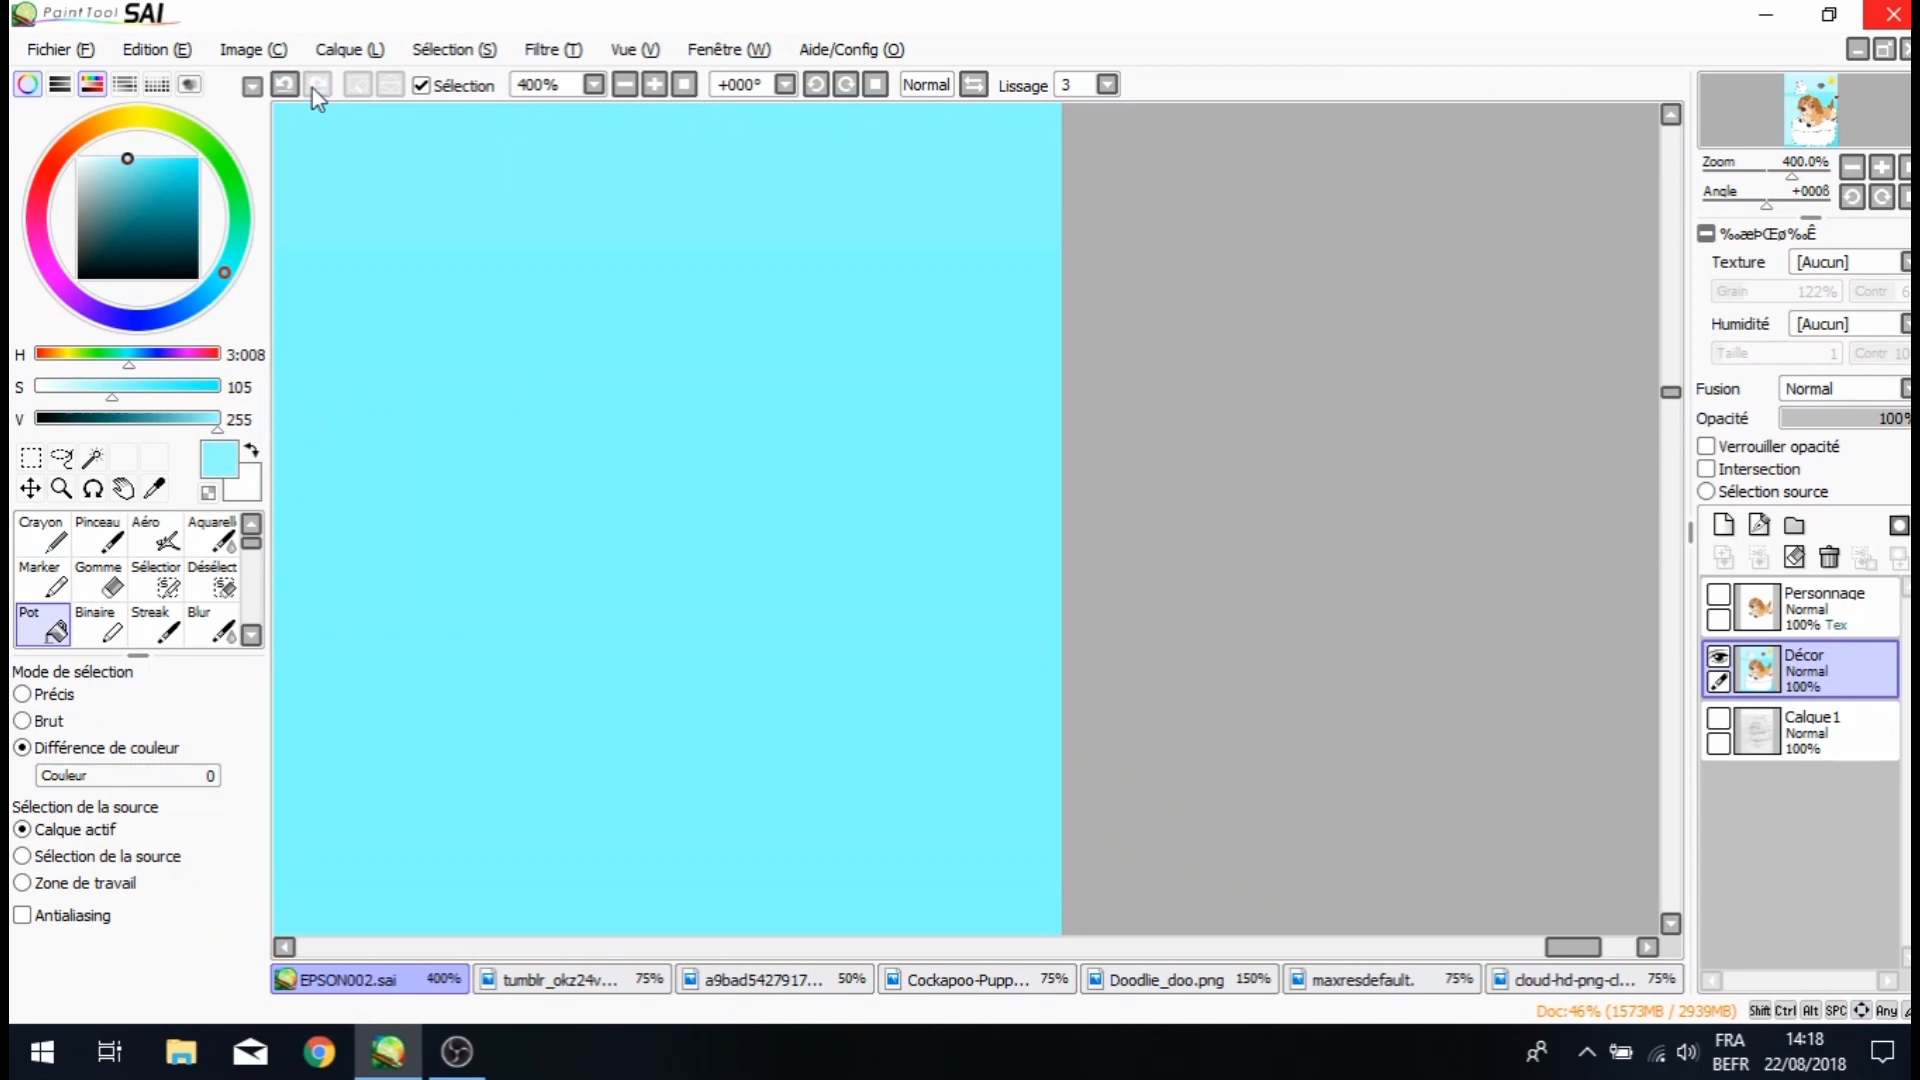 PaintTool SAI
Fichier (F) Edition (E) Image (C) Calque (L) Sélection (S) Filtre (T) Vue (V) Fenêtre (W) Aide/Config (O)
Sélection 400% +000° Normal Lissage 3
H 3:008
S 105
V 255
Crayon Pinceau Aéro Aquarell
Marker Gomme Sélection Désélect
Pot Binaire Streak Blur
Mode de sélection
Précis
Brut
Différence de couleur
Couleur 0
Sélection de la source
Calque actif
Sélection de la source
Zone de travail
Antialiasing
Zoom 400.0%
Angle +000ß
‰æÞŒø‰Ê
Texture [Aucun]
Grain 122% Contr 6
Humidité [Aucun]
Taille 1 Contr 10
Fusion Normal
Opacité 100%
Verrouiller opacité
Intersection
Sélection source
Personnage
Normal
100% Tex
Décor
Normal
100%
Calque1
Normal
100%
EPSON002.sai 400% tumblr_okz24v... 75% a9bad5427917... 50% Cockapoo-Pupp... 75% Doodlie_doo.png 150% maxresdefault. 75% cloud-hd-png-cl... 75%
Doc:46% (1573MB / 2939MB) Shift Ctrl Alt SPC Any
FRA
BEFR
14:18
22/08/2018